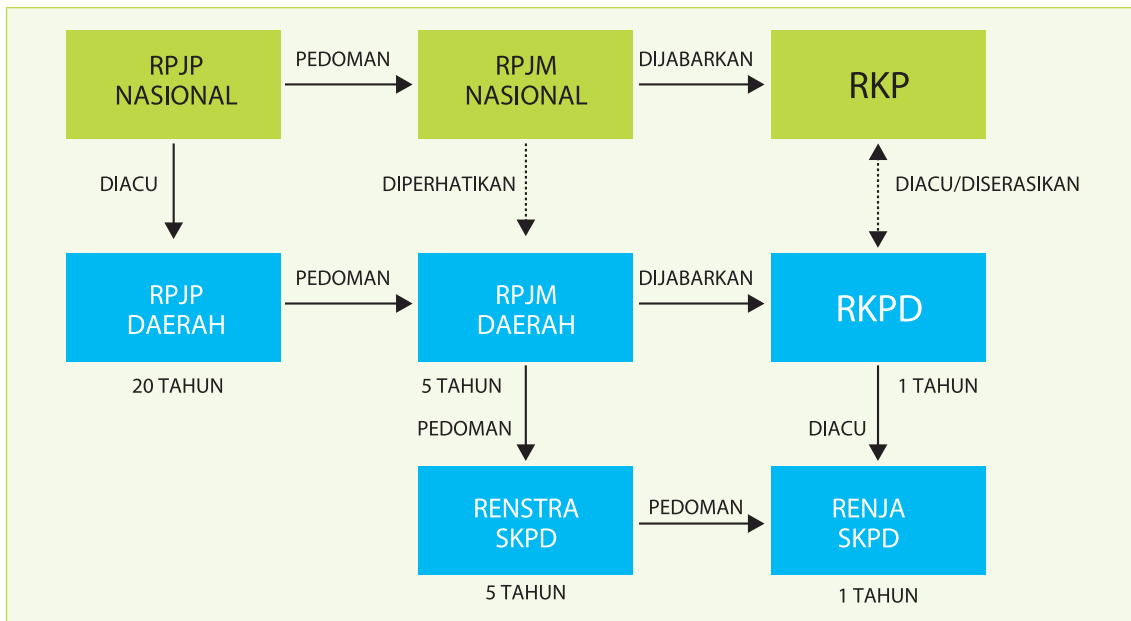 RPJP
NASIONAL
PEDOMAN
RPJM
NASIONAL
DIJABARKAN
RKP
DIACU
DIPERHATIKAN
DIACU/DISERASIKAN
RPJP
DAERAH
PEDOMAN
RPJM
DAERAH
DIJABARKAN
RKPD
20 TAHUN
5 TAHUN
1 TAHUN
PEDOMAN
DIACU
RENSTRA
SKPD
PEDOMAN
RENJA
SKPD
5 TAHUN
1 TAHUN